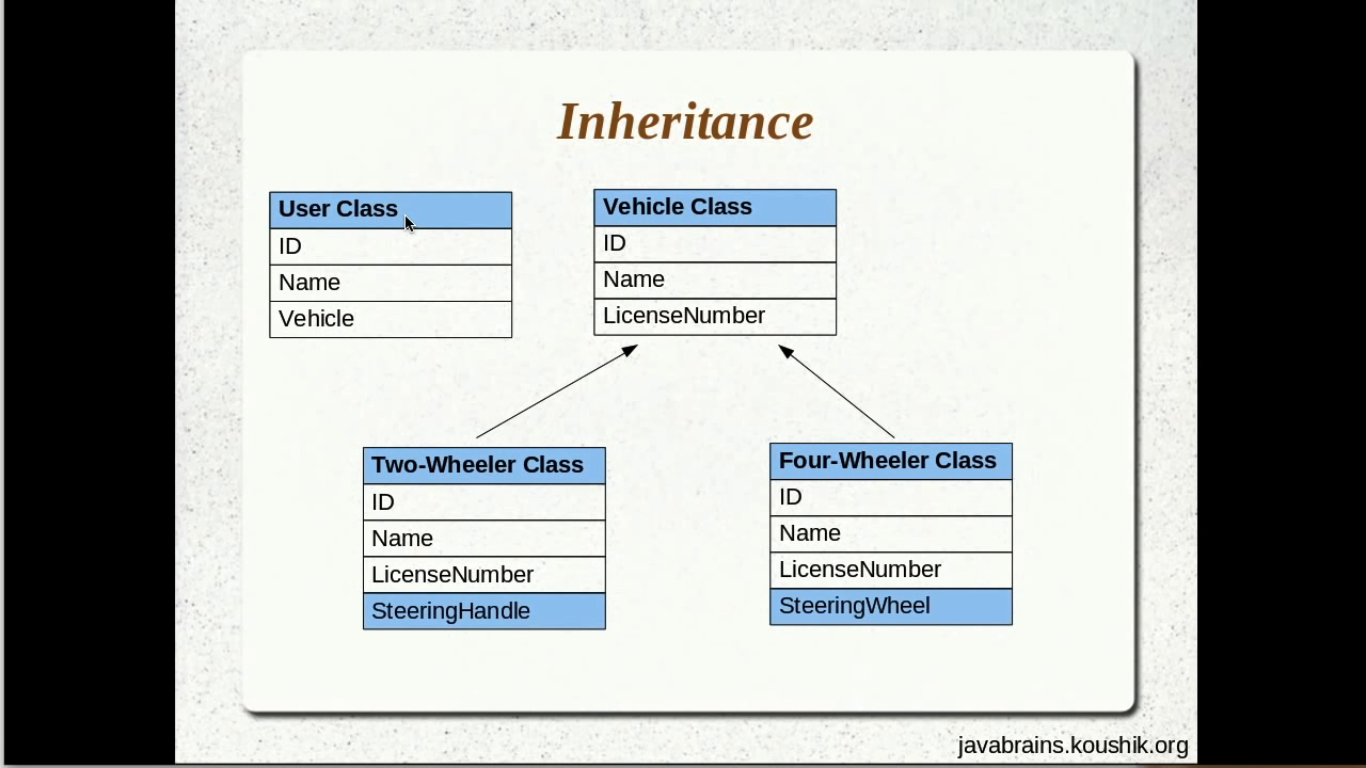 Inheritance
User Class
ID
Name
Vehicle
Vehicle Class
ID
Name
LicenseNumber
Two-Wheeler Class
ID
Name
LicenseNumber
SteeringHandle
Four-Wheeler Class
ID
Name
LicenseNumber
SteeringWheel
javabrains.koushik.org